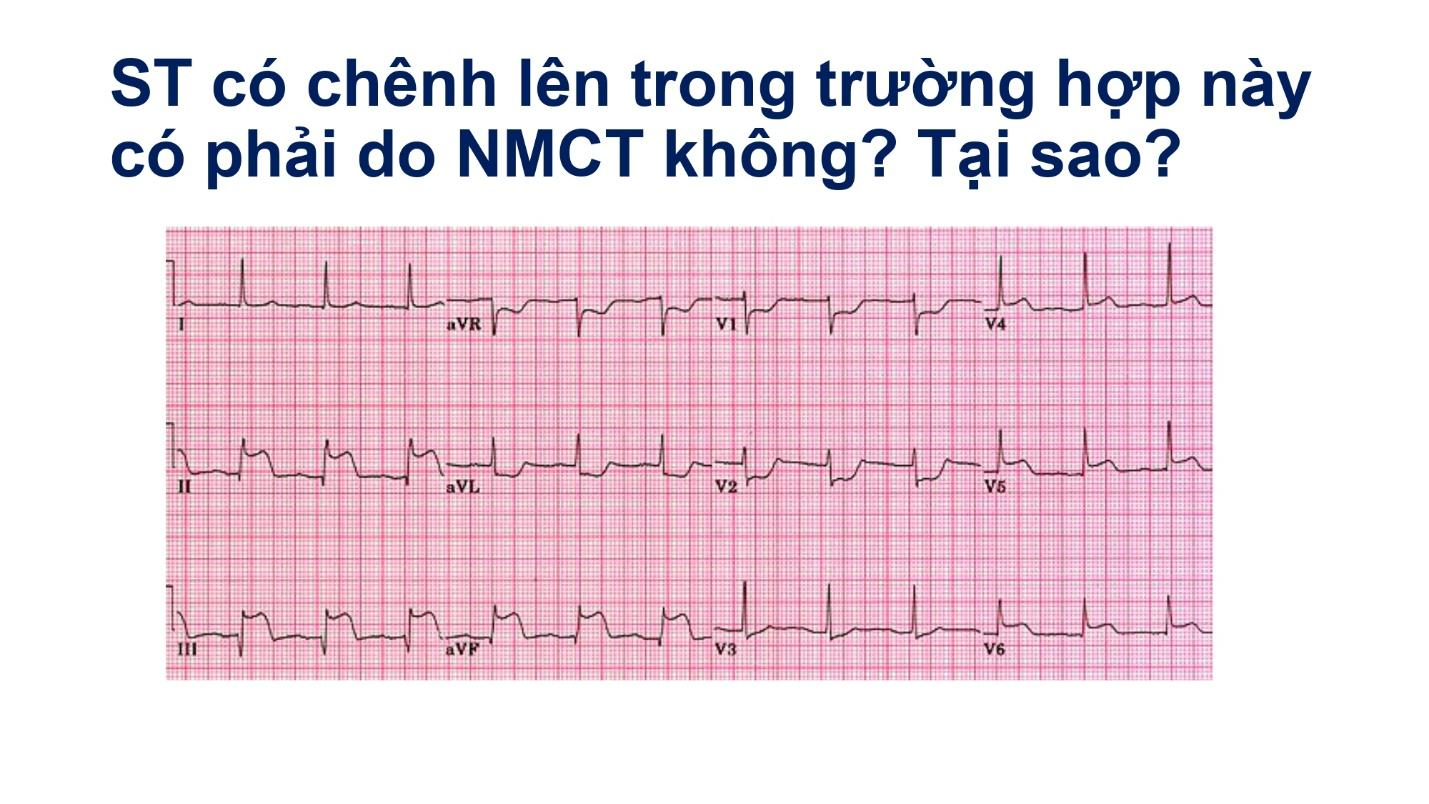 ST có chênh lên trong trường hợp này
có phải do NMCT không? Tại sao?
I
aVR
V1
V4
II
aVL
V2
V5
III
aVF
V3
V6